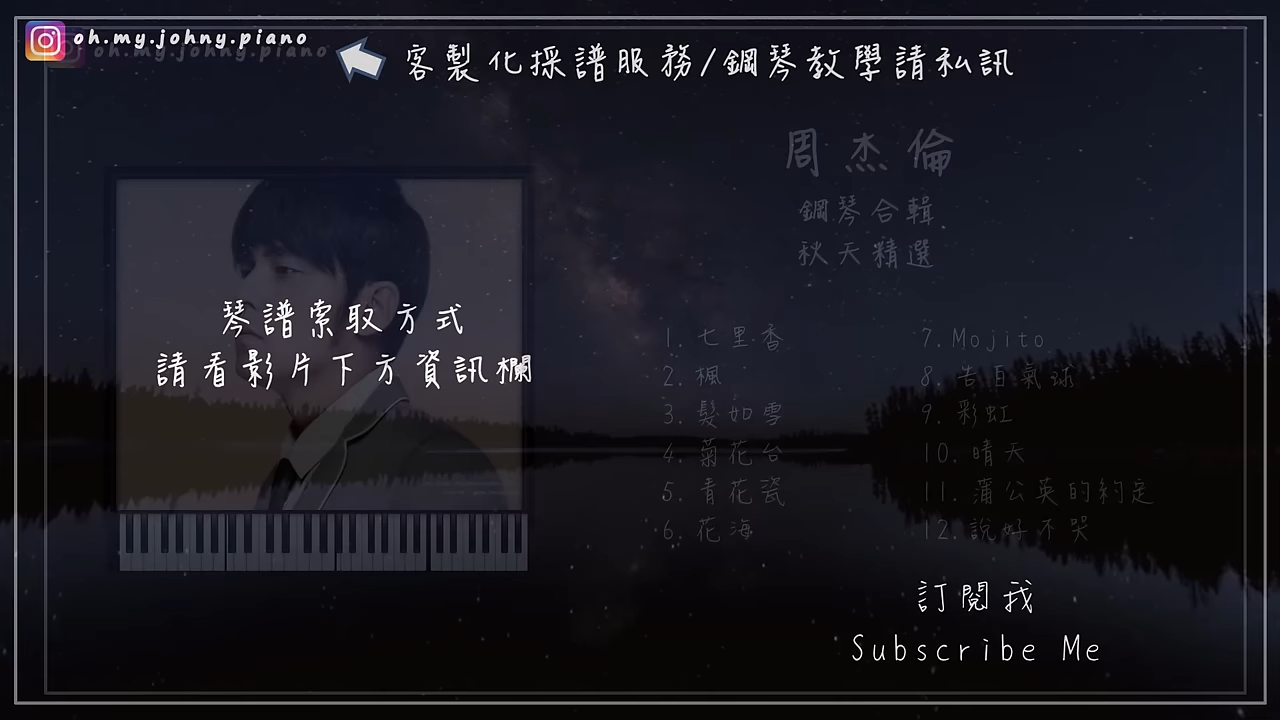 oh.my.johny.piano
客製化採譜服務/鋼琴教學請私訊
周杰倫
鋼琴合輯
秋天精選
琴譜索取方式
請看影片下方資訊欄
1. 七里香
2. 楓
3. 髮如雪
4. 菊花台
5. 青花瓷
6. 花海
7. Mojito
8. 告白氣球
9. 彩虹
10. 晴天
11. 蒲公英的約定
12. 說好不哭
訂閱我
Subscribe Me